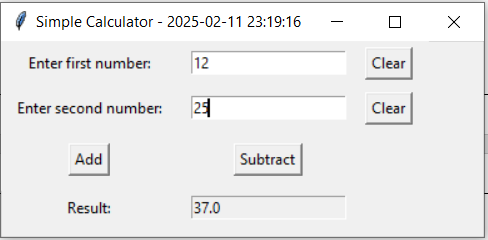 Simple Calculator - 2025-02-11 23:19:16
Enter first number: 12 Clear
Enter second number: 25 Clear
Add Subtract
Result: 37.0